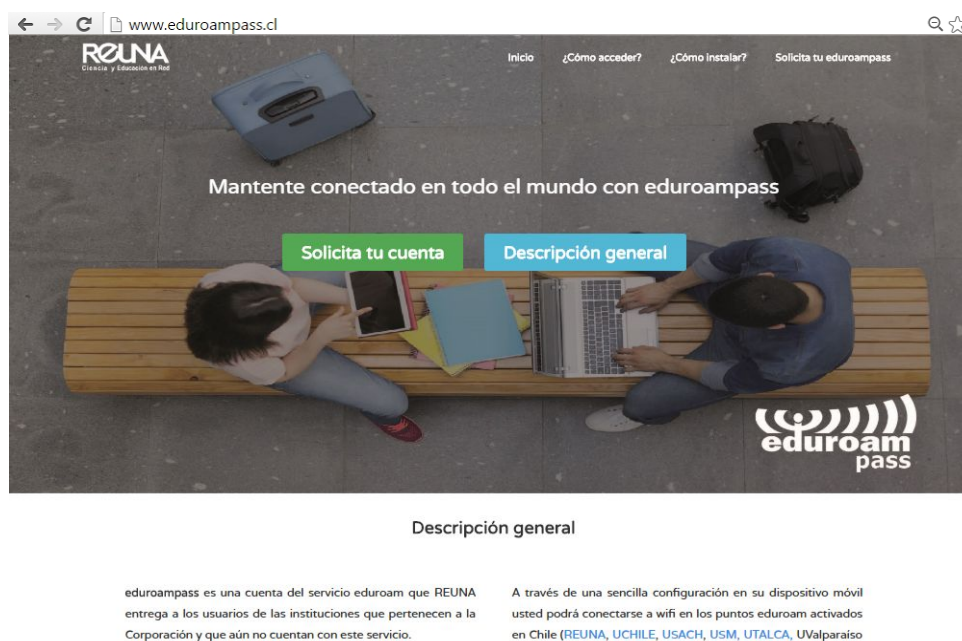 www.eduroampass.cl
REUNA
Ciencia y Educación en Red
Inicio ¿Cómo acceder? ¿Cómo instalar? Solicita tu eduroampass
Mantente conectado en todo el mundo con eduroampass
Solicita tu cuenta Descripción general
eduroam
pass
Descripción general
eduroampass es una cuenta del servicio eduroam que REUNA
entrega a los usuarios de las instituciones que pertenecen a la
Corporación y que aún no cuentan con este servicio.
A través de una sencilla configuración en su dispositivo móvil
usted podrá conectarse a wifi en los puntos eduroam activados
en Chile (REUNA, UCHILE, USACH, USM, UTALCA, UValparaiso